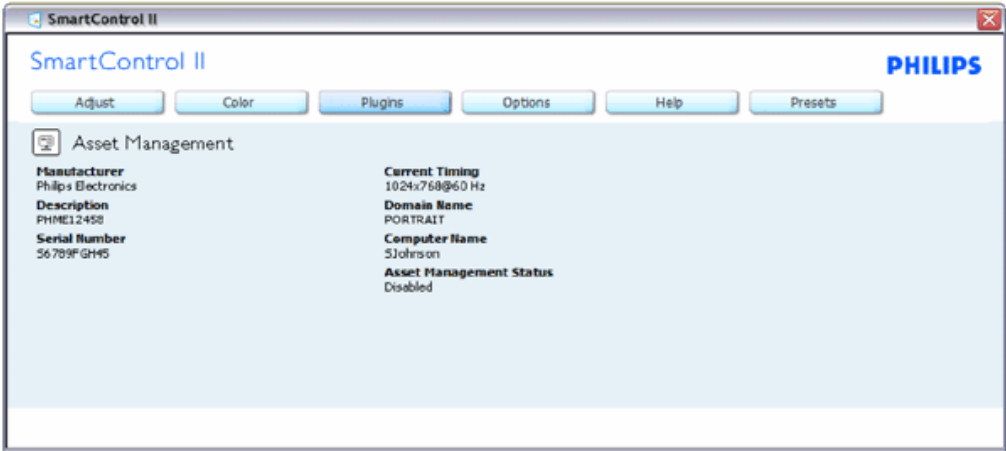 SmartControl II
SmartControl II
PHILIPS
Adjust
Color
Plugins
Options
Help
Presets
Asset Management
Manufacturer
Philips Electronics
Description
PHME12458
Serial Number
56789FGH45
Current Timing
1024x768@60 Hz
Domain Name
PORTRAIT
Computer Name
SJohnson
Asset Management Status
Disabled